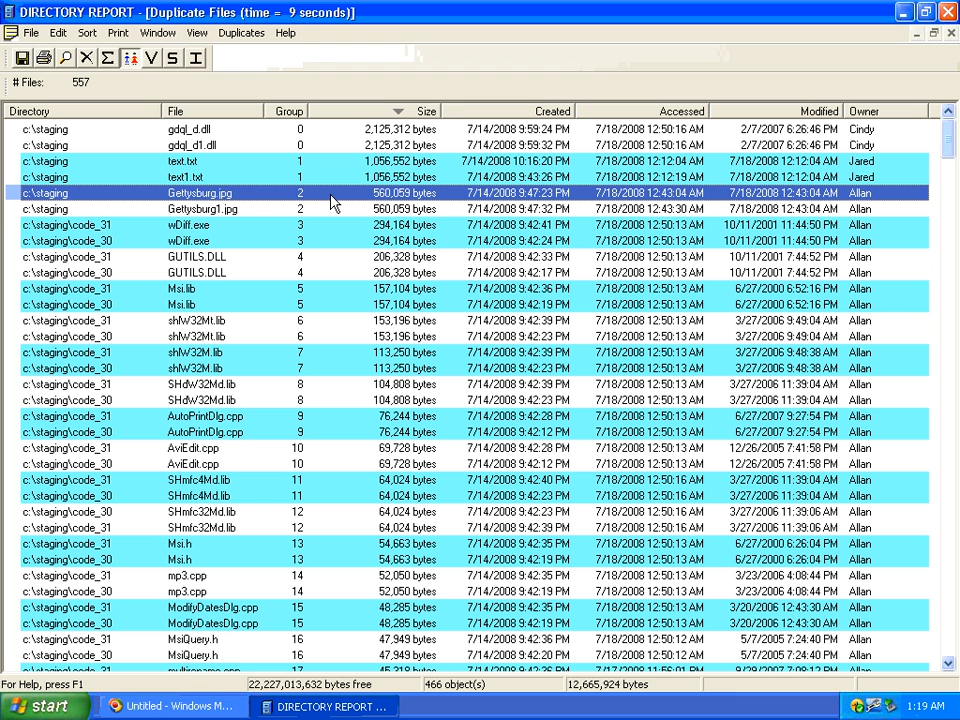 DIRECTORY REPORT - [Duplicate Files (time = 9 seconds)]
File Edit Sort Print Window View Duplicates Help
# Files: 557
Directory File Group Size Created Accessed Modified Owner
c:\staging gdql_d.dll 0 2,125,312 bytes 7/14/2008 9:59:24 PM 7/18/2008 12:50:16 AM 2/7/2007 6:26:46 PM Cindy
c:\staging gdql_d1.dll 0 2,125,312 bytes 7/14/2008 9:59:32 PM 7/18/2008 12:50:16 AM 2/7/2007 6:26:46 PM Cindy
c:\staging text.txt 1 1,056,552 bytes 7/14/2008 10:16:20 PM 7/18/2008 12:12:04 AM 7/18/2008 12:12:04 AM Jared
c:\staging text1.txt 1 1,056,552 bytes 7/14/2008 9:43:26 PM 7/18/2008 12:12:19 AM 7/18/2008 12:12:04 AM Jared
c:\staging Gettysburg.jpg 2 560,059 bytes 7/14/2008 9:47:23 PM 7/18/2008 12:43:04 AM 7/18/2008 12:43:04 AM Allan
c:\staging Gettysburg1.jpg 2 560,059 bytes 7/14/2008 9:47:32 PM 7/18/2008 12:43:30 AM 7/18/2008 12:43:04 AM Allan
c:\staging\code_31 wDiff.exe 3 294,164 bytes 7/14/2008 9:42:41 PM 7/18/2008 12:50:13 AM 10/11/2001 11:44:50 PM Allan
c:\staging\code_30 wDiff.exe 3 294,164 bytes 7/14/2008 9:42:24 PM 7/18/2008 12:50:13 AM 10/11/2001 11:44:50 PM Allan
c:\staging\code_31 GUTILS.DLL 4 206,328 bytes 7/14/2008 9:42:33 PM 7/18/2008 12:50:13 AM 10/11/2001 7:44:52 PM Allan
c:\staging\code_30 GUTILS.DLL 4 206,328 bytes 7/14/2008 9:42:17 PM 7/18/2008 12:50:13 AM 10/11/2001 7:44:52 PM Allan
c:\staging\code_31 Msi.lib 5 157,104 bytes 7/14/2008 9:42:36 PM 7/18/2008 12:50:13 AM 6/27/2000 6:52:16 PM Allan
c:\staging\code_30 Msi.lib 5 157,104 bytes 7/14/2008 9:42:19 PM 7/18/2008 12:50:13 AM 6/27/2000 6:52:16 PM Allan
c:\staging\code_31 shlW32Mt.lib 6 153,196 bytes 7/14/2008 9:42:39 PM 7/18/2008 12:50:13 AM 3/27/2006 9:49:04 AM Allan
c:\staging\code_30 shlW32Mt.lib 6 153,196 bytes 7/14/2008 9:42:23 PM 7/18/2008 12:50:13 AM 3/27/2006 9:49:04 AM Allan
c:\staging\code_31 shlW32M.lib 7 113,250 bytes 7/14/2008 9:42:39 PM 7/18/2008 12:50:13 AM 3/27/2006 9:48:38 AM Allan
c:\staging\code_30 shlW32M.lib 7 113,250 bytes 7/14/2008 9:42:23 PM 7/18/2008 12:50:13 AM 3/27/2006 9:48:38 AM Allan
c:\staging\code_31 SHdW32Md.lib 8 104,808 bytes 7/14/2008 9:42:39 PM 7/18/2008 12:50:13 AM 3/27/2006 11:39:04 AM Allan
c:\staging\code_30 SHdW32Md.lib 8 104,808 bytes 7/14/2008 9:42:23 PM 7/18/2008 12:50:13 AM 3/27/2006 11:39:04 AM Allan
c:\staging\code_31 AutoPrintDlg.cpp 9 76,244 bytes 7/14/2008 9:42:28 PM 7/18/2008 12:50:13 AM 6/27/2007 9:27:54 PM Allan
c:\staging\code_30 AutoPrintDlg.cpp 9 76,244 bytes 7/14/2008 9:42:12 PM 7/18/2008 12:50:13 AM 6/27/2007 9:27:54 PM Allan
c:\staging\code_31 AviEdit.cpp 10 69,728 bytes 7/14/2008 9:42:28 PM 7/18/2008 12:50:13 AM 12/26/2005 7:41:58 PM Allan
c:\staging\code_30 AviEdit.cpp 10 69,728 bytes 7/14/2008 9:42:12 PM 7/18/2008 12:50:13 AM 12/26/2005 7:41:58 PM Allan
c:\staging\code_31 SHmfc4Md.lib 11 64,024 bytes 7/14/2008 9:42:40 PM 7/18/2008 12:50:16 AM 3/27/2006 11:39:04 AM Allan
c:\staging\code_30 SHmfc4Md.lib 11 64,024 bytes 7/14/2008 9:42:23 PM 7/18/2008 12:50:16 AM 3/27/2006 11:39:04 AM Allan
c:\staging\code_30 SHmfc32Md.lib 12 64,024 bytes 7/14/2008 9:42:23 PM 7/18/2008 12:50:13 AM 3/27/2006 11:39:06 AM Allan
c:\staging\code_31 SHmfc32Md.lib 12 64,024 bytes 7/14/2008 9:42:39 PM 7/18/2008 12:50:13 AM 3/27/2006 11:39:06 AM Allan
c:\staging\code_31 Msi.h 13 54,663 bytes 7/14/2008 9:42:35 PM 7/18/2008 12:50:13 AM 6/27/2000 6:26:04 PM Allan
c:\staging\code_30 Msi.h 13 54,663 bytes 7/14/2008 9:42:19 PM 7/18/2008 12:50:13 AM 6/27/2000 6:26:04 PM Allan
c:\staging\code_31 mp3.cpp 14 52,050 bytes 7/14/2008 9:42:35 PM 7/18/2008 12:50:13 AM 3/23/2006 4:08:44 PM Allan
c:\staging\code_30 mp3.cpp 14 52,050 bytes 7/14/2008 9:42:19 PM 7/18/2008 12:50:13 AM 3/23/2006 4:08:44 PM Allan
c:\staging\code_31 ModifyDatesDlg.cpp 15 48,285 bytes 7/14/2008 9:42:35 PM 7/18/2008 12:50:13 AM 3/20/2006 12:43:30 AM Allan
c:\staging\code_30 ModifyDatesDlg.cpp 15 48,285 bytes 7/14/2008 9:42:19 PM 7/18/2008 12:50:13 AM 3/20/2006 12:43:30 AM Allan
c:\staging\code_31 MsiQuery.h 16 47,949 bytes 7/14/2008 9:42:36 PM 7/18/2008 12:50:12 AM 5/7/2005 7:24:40 PM Allan
c:\staging\code_30 MsiQuery.h 16 47,949 bytes 7/14/2008 9:42:20 PM 7/18/2008 12:50:12 AM 5/7/2005 7:24:40 PM Allan
For Help, press F1 22,227,013,632 bytes free 466 object(s) 12,665,924 bytes
start Untitled - Windows M... DIRECTORY REPORT ... 1:19 AM